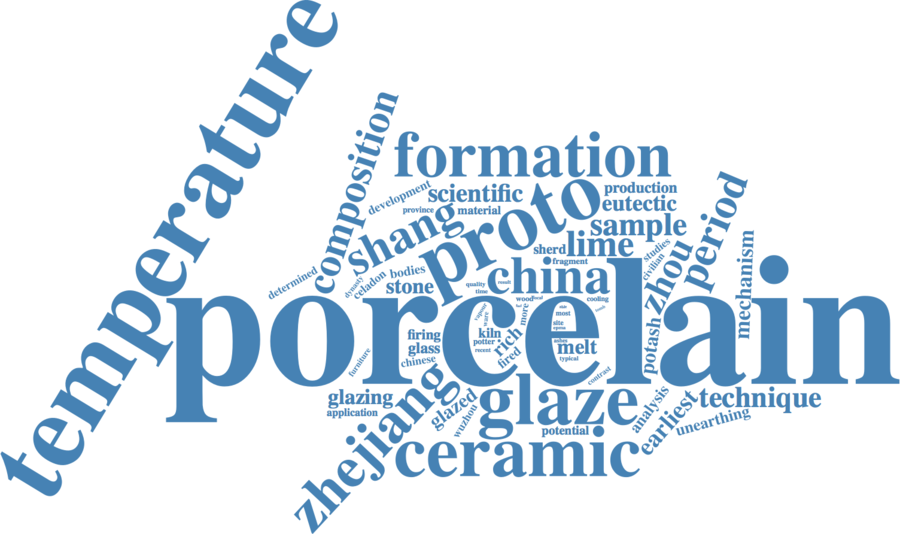 temperature
composition
formation
development
scientific
production
province
material
eutectic
shang
proto
sample
period
sherd
lime
studies
civilian
zhou
mechanism
fragment
determined
dynasty
celadon
bodies
stone
quality
time
result
china
wood
cooling
porcelain
firing
glass
chinese
furniture
kiln
potter
recent
ware
rich
fired
more
most
site
melt
typical
potash
contrast
glazing
application
zhejiang
glazed
wuzhou
glaze
potential
ceramic
analysis
earliest
unearthing
technique